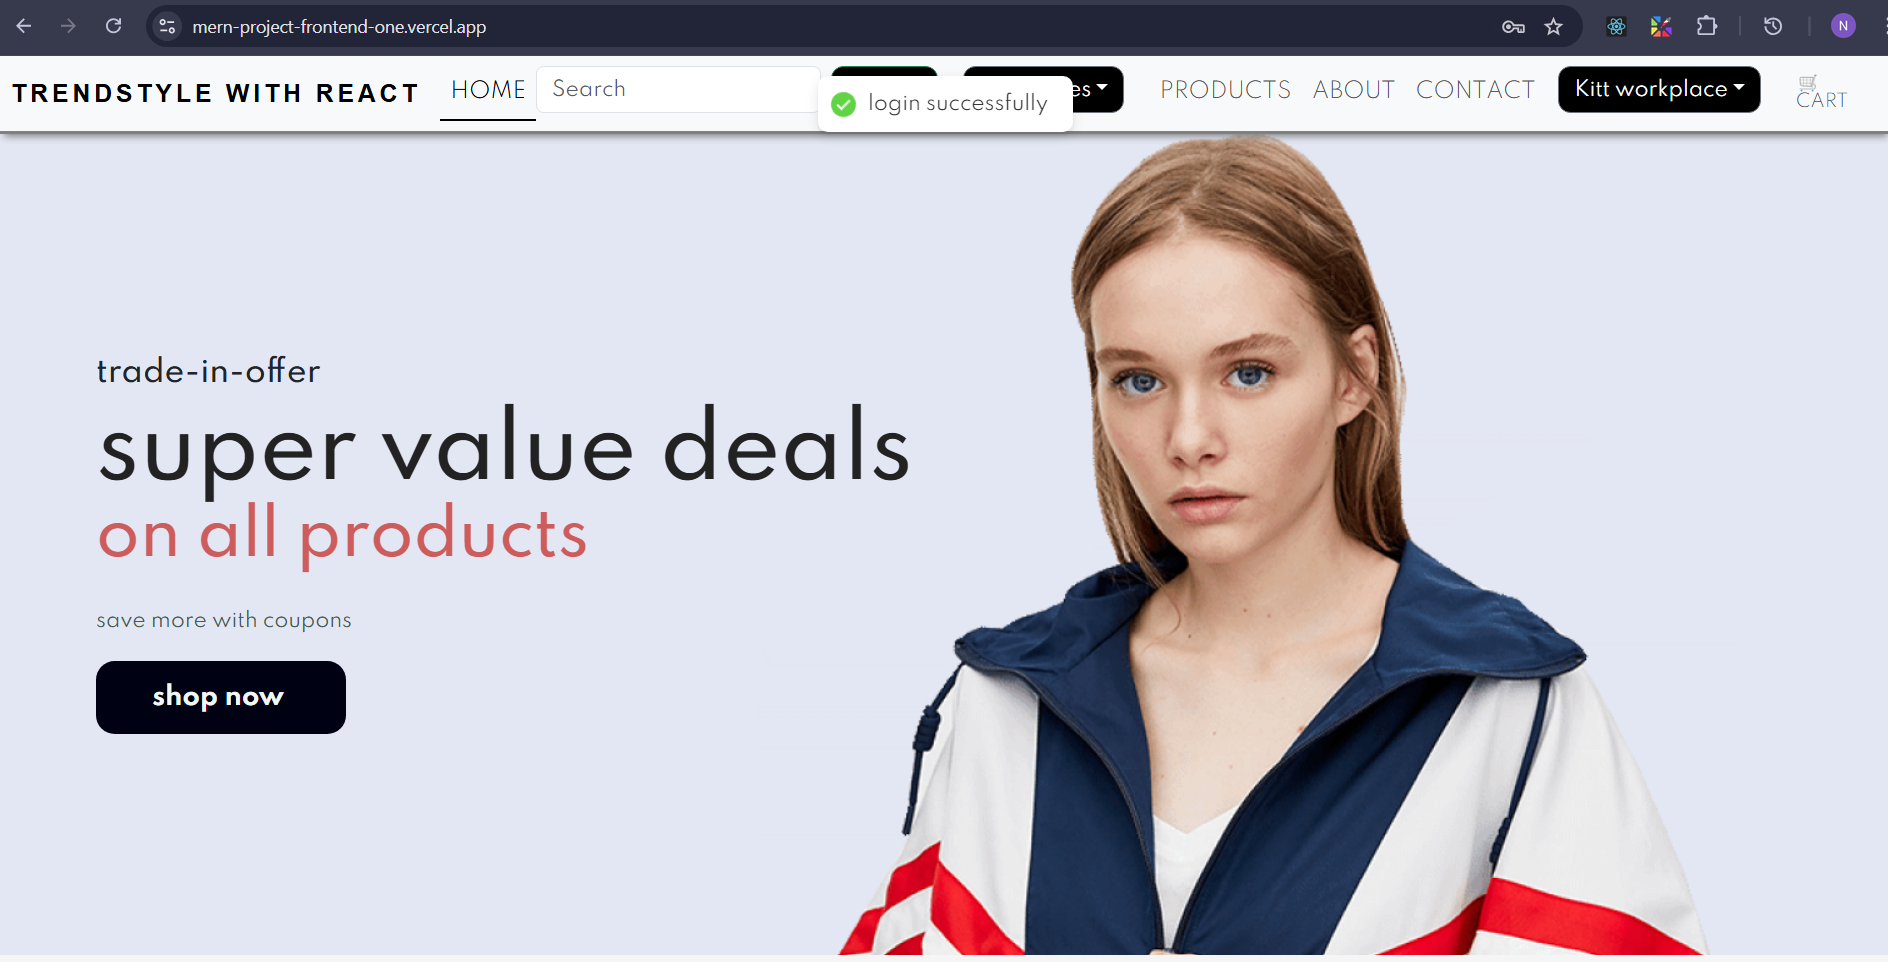 mern-project-frontend-one.vercel.app
N
TRENDSTYLE WITH REACT
HOME
Search
login successfully
es
PRODUCTS
ABOUT
CONTACT
Kitt workplace
CART
trade-in-offer
super value deals
on all products
save more with coupons
shop now